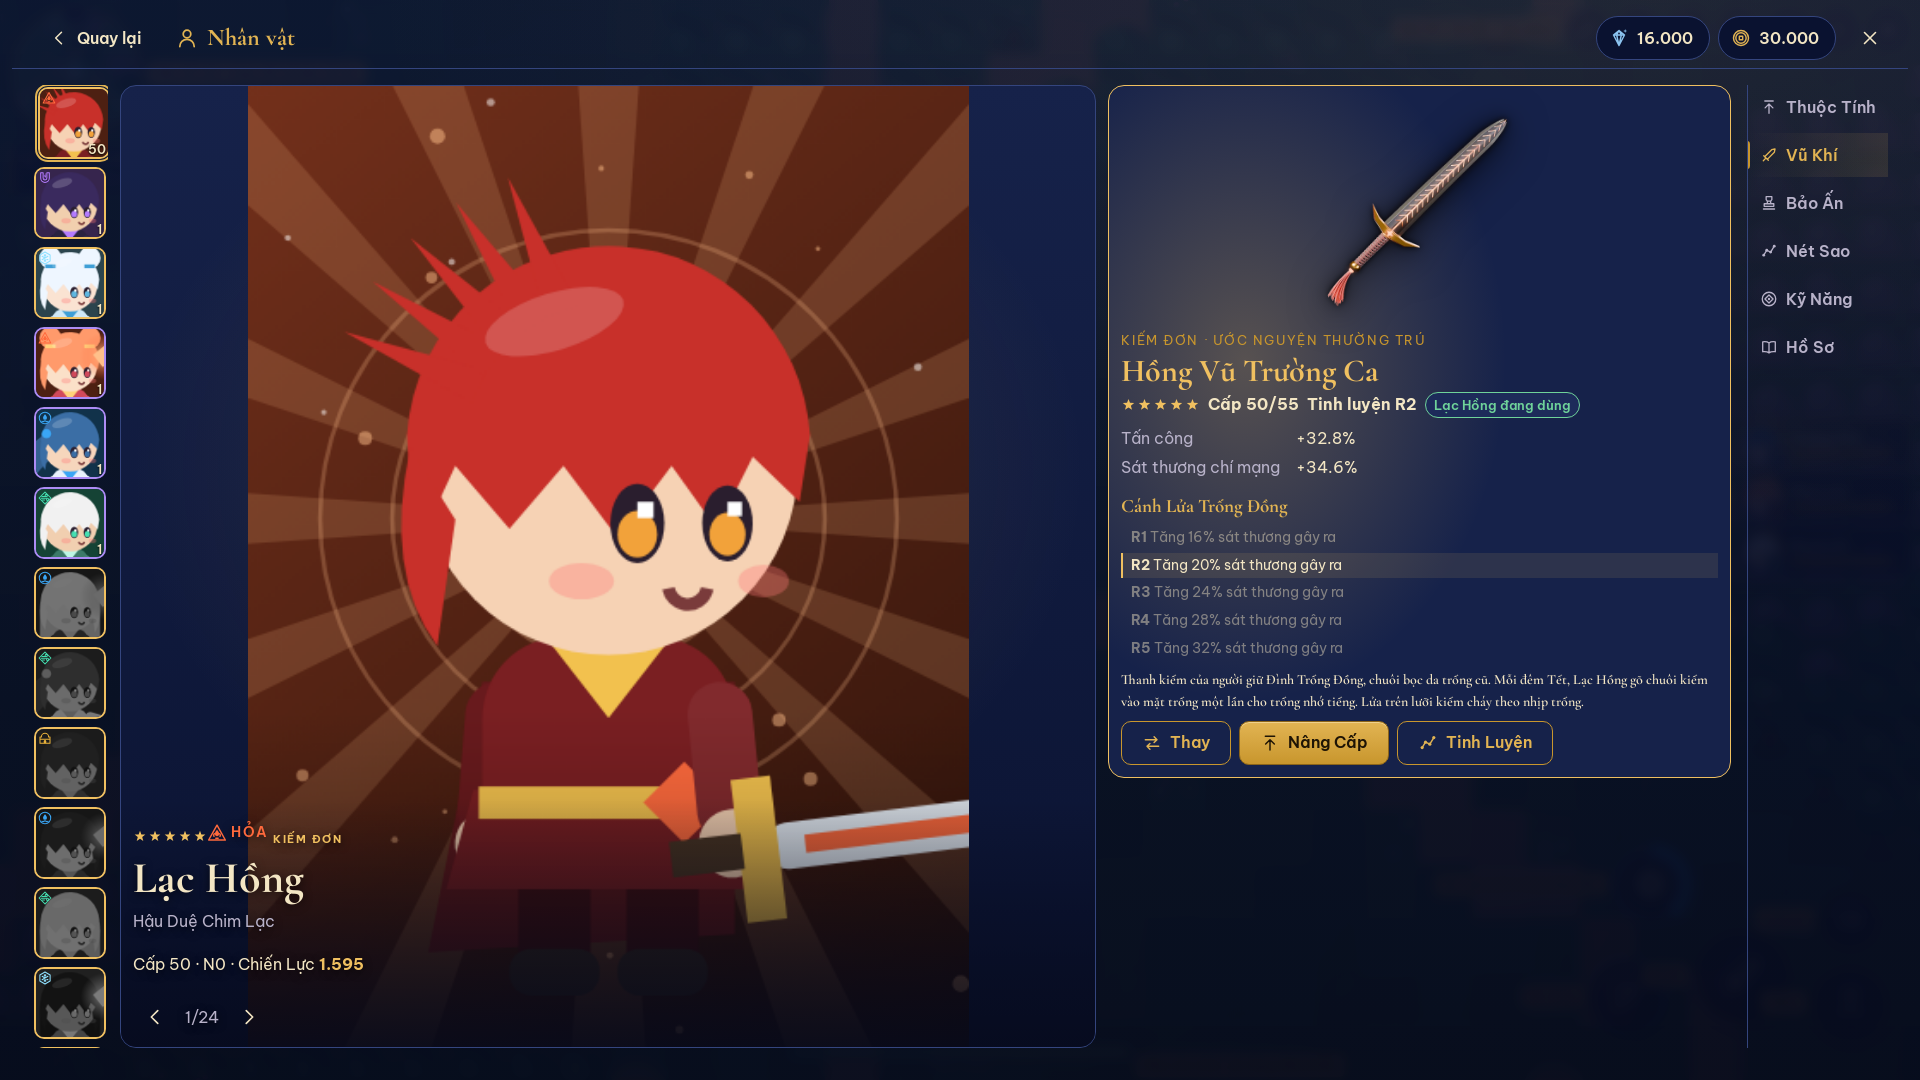 Quay lại
Nhân vật
16.000
30.000
50
1
1
1
1
1
★★★★★ HỎA KIẾM ĐƠN
Lạc Hồng
Hậu Duệ Chim Lạc
Cấp 50 · N0 · Chiến Lực 1.595
1/24
KIẾM ĐƠN · ƯỚC NGUYỆN THƯỜNG TRÚ
Hồng Vũ Trường Ca
★★★★★ Cấp 50/55 Tinh luyện R2 Lạc Hồng đang dùng
Tấn công +32.8%
Sát thương chí mạng +34.6%
Cánh Lửa Trống Đồng
R1 Tăng 16% sát thương gây ra
R2 Tăng 20% sát thương gây ra
R3 Tăng 24% sát thương gây ra
R4 Tăng 28% sát thương gây ra
R5 Tăng 32% sát thương gây ra
Thanh kiếm của người giữ Đình Trống Đồng, chuôi bọc da trống cũ. Mỗi đêm Tết, Lạc Hồng gõ chuôi kiếm
vào mặt trống một lần cho trống nhớ tiếng. Lửa trên lưỡi kiếm cháy theo nhịp trống.
Thay
Nâng Cấp
Tinh Luyện
Thuộc Tính
Vũ Khí
Bảo Ấn
Nét Sao
Kỹ Năng
Hồ Sơ